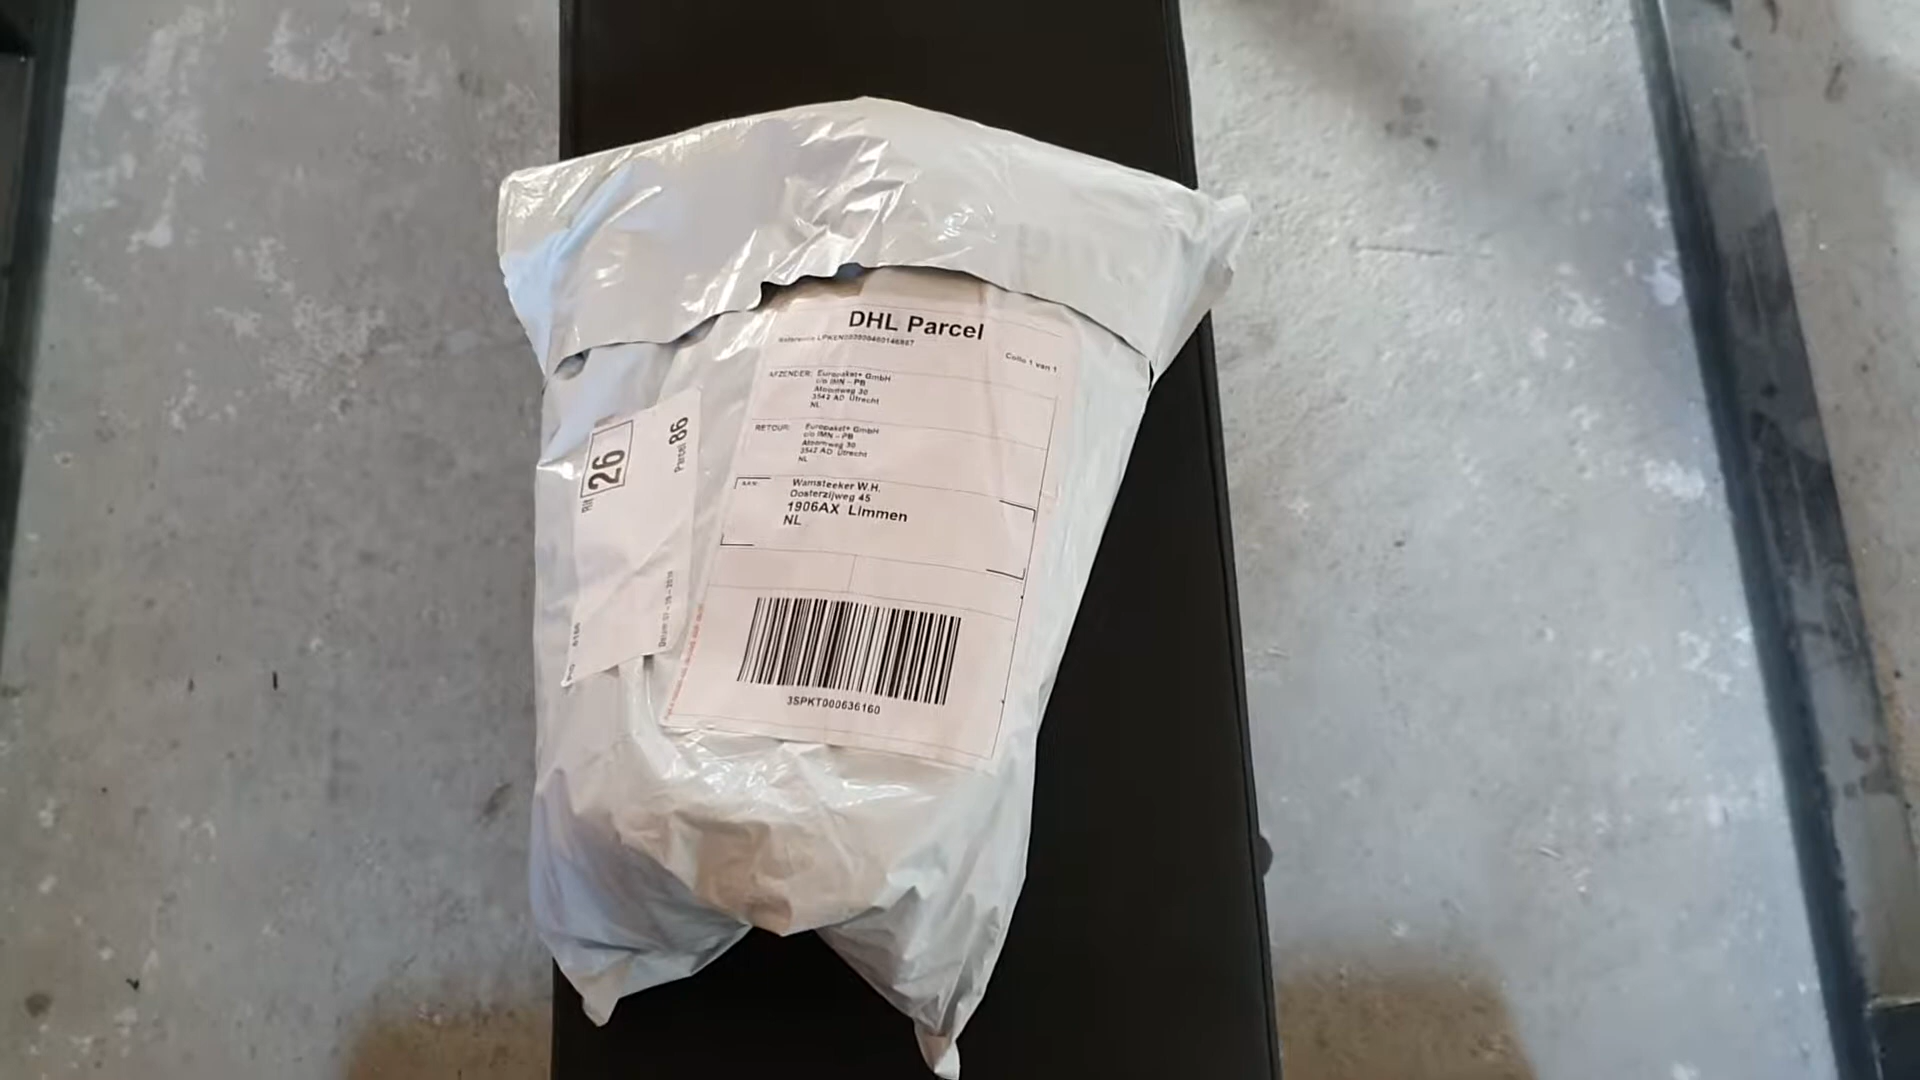 DHL Parcel
Collo 1 van 1
AFZENDER: Europaket+ GmbH
c/o IMN - PB
Atoomweg 30
3542 AD Utrecht
NL
RETOUR: Europaket+ GmbH
c/o IMN - PB
Atoomweg 30
3542 AD Utrecht
NL
AAN:
Wamsteeker W.H.
Oosterzijweg 45
1906AX Limmen
NL
3SPKT000636160
Rit 26
Parcel 86